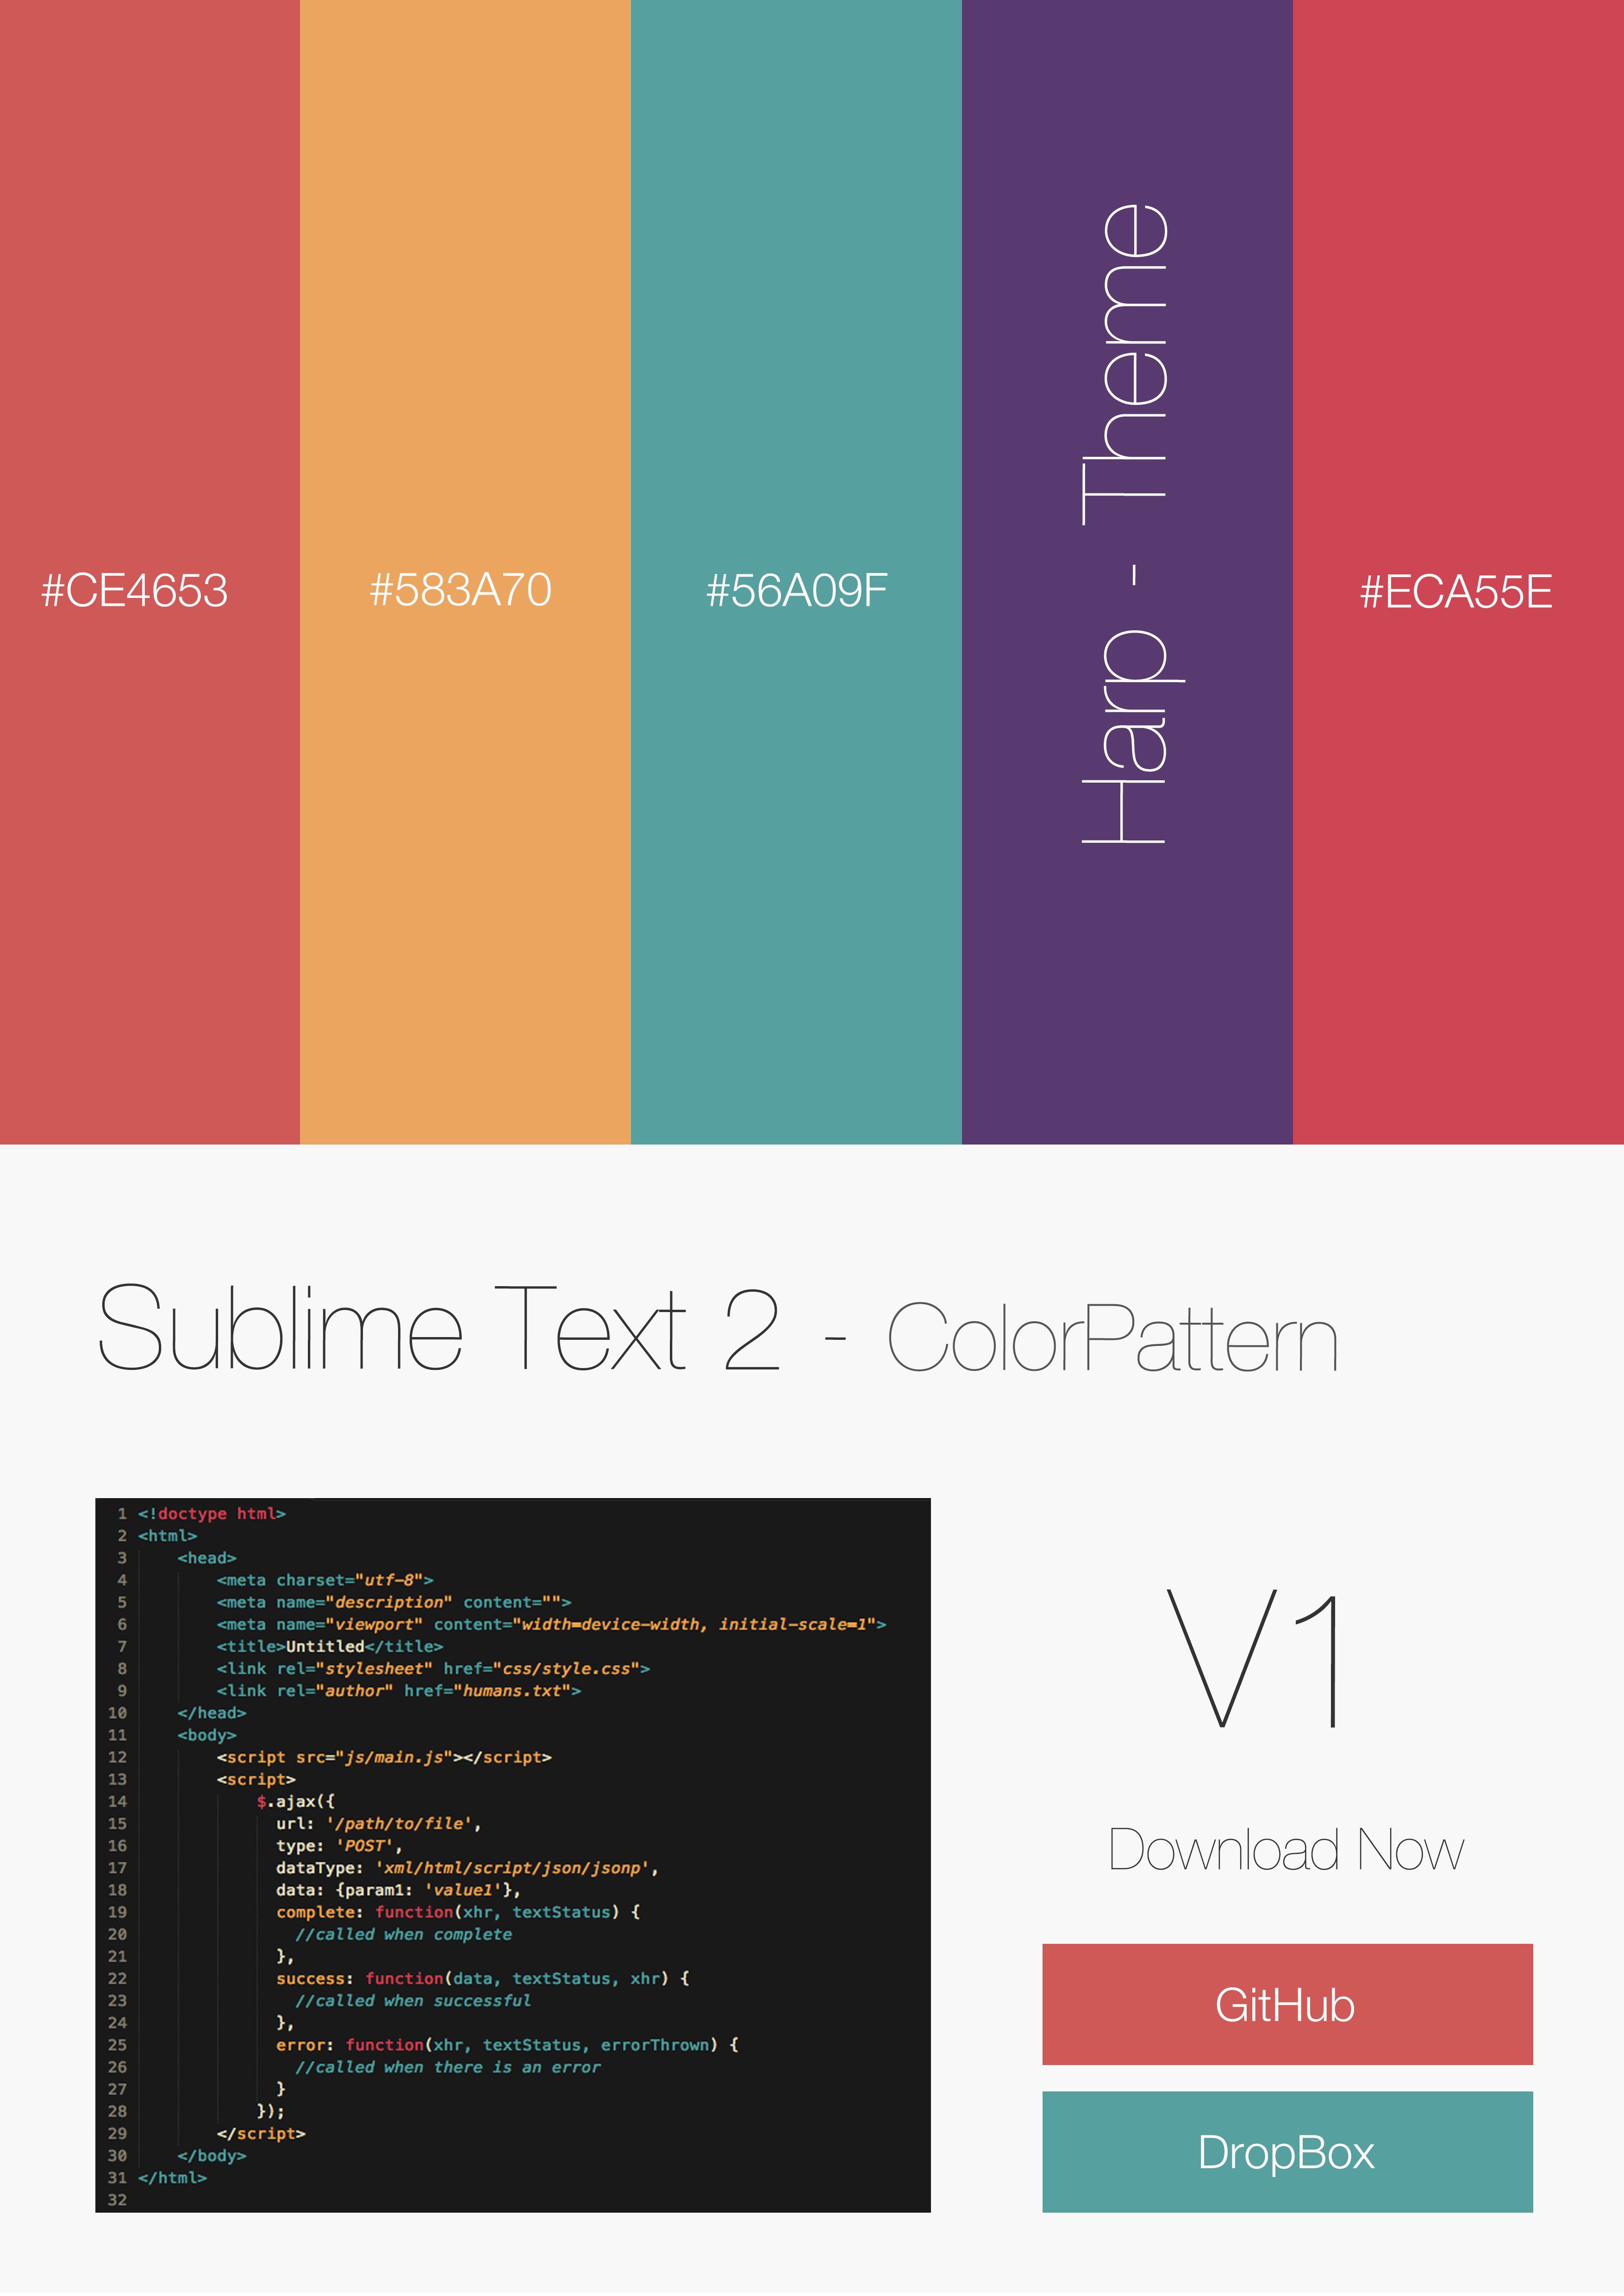 #CE4653
#583A70
#56A09F
Harp - Theme
#ECA55E
Sublime Text 2 - ColorPattern
1 <!doctype html>
2 <html>
3     <head>
4         <meta charset="utf-8">
5         <meta name="description" content="">
6         <meta name="viewport" content="width=device-width, initial-scale=1">
7         <title>Untitled</title>
8         <link rel="stylesheet" href="css/style.css">
9         <link rel="author" href="humans.txt">
10     </head>
11     <body>
12         <script src="js/main.js"></script>
13         <script>
14             $.ajax({
15               url: '/path/to/file',
16               type: 'POST',
17               dataType: 'xml/html/script/json/jsonp',
18               data: {param1: 'value1'},
19               complete: function(xhr, textStatus) {
20                 //called when complete
21               },
22               success: function(data, textStatus, xhr) {
23                 //called when successful
24               },
25               error: function(xhr, textStatus, errorThrown) {
26                 //called when there is an error
27               }
28             });
29         </script>
30     </body>
31 </html>
32
V1
Download Now
GitHub
DropBox